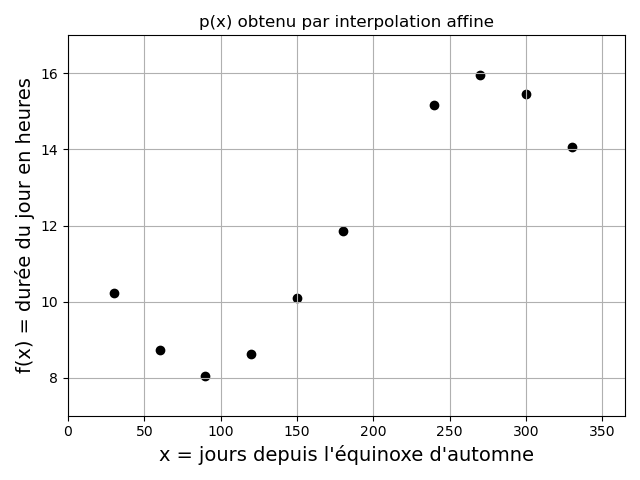 p(x) obtenu par interpolation affine
f(x) = durée du jour en heures
16
14
12
10
8
0 50 100 150 200 250 300 350
x = jours depuis l'équinoxe d'automne